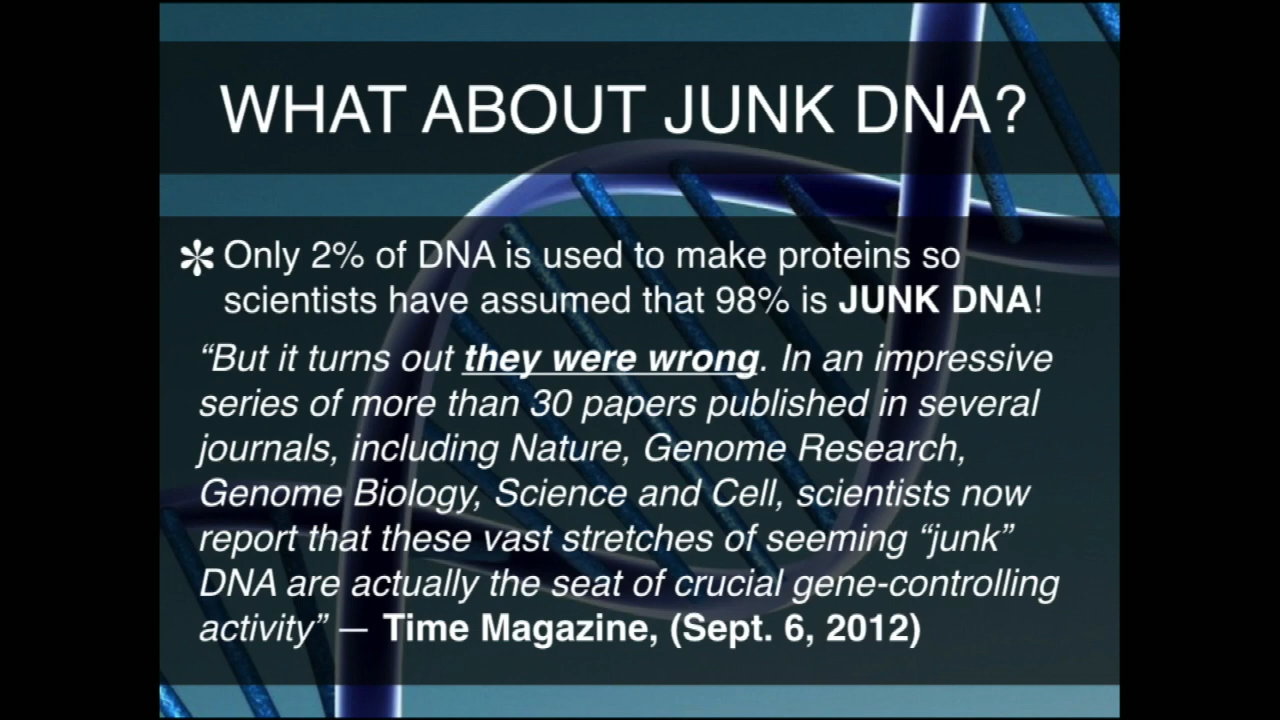 WHAT ABOUT JUNK DNA?
✼ Only 2% of DNA is used to make proteins so
scientists have assumed that 98% is JUNK DNA!
“But it turns out they were wrong. In an impressive
series of more than 30 papers published in several
journals, including Nature, Genome Research,
Genome Biology, Science and Cell, scientists now
report that these vast stretches of seeming “junk”
DNA are actually the seat of crucial gene-controlling
activity” — Time Magazine, (Sept. 6, 2012)